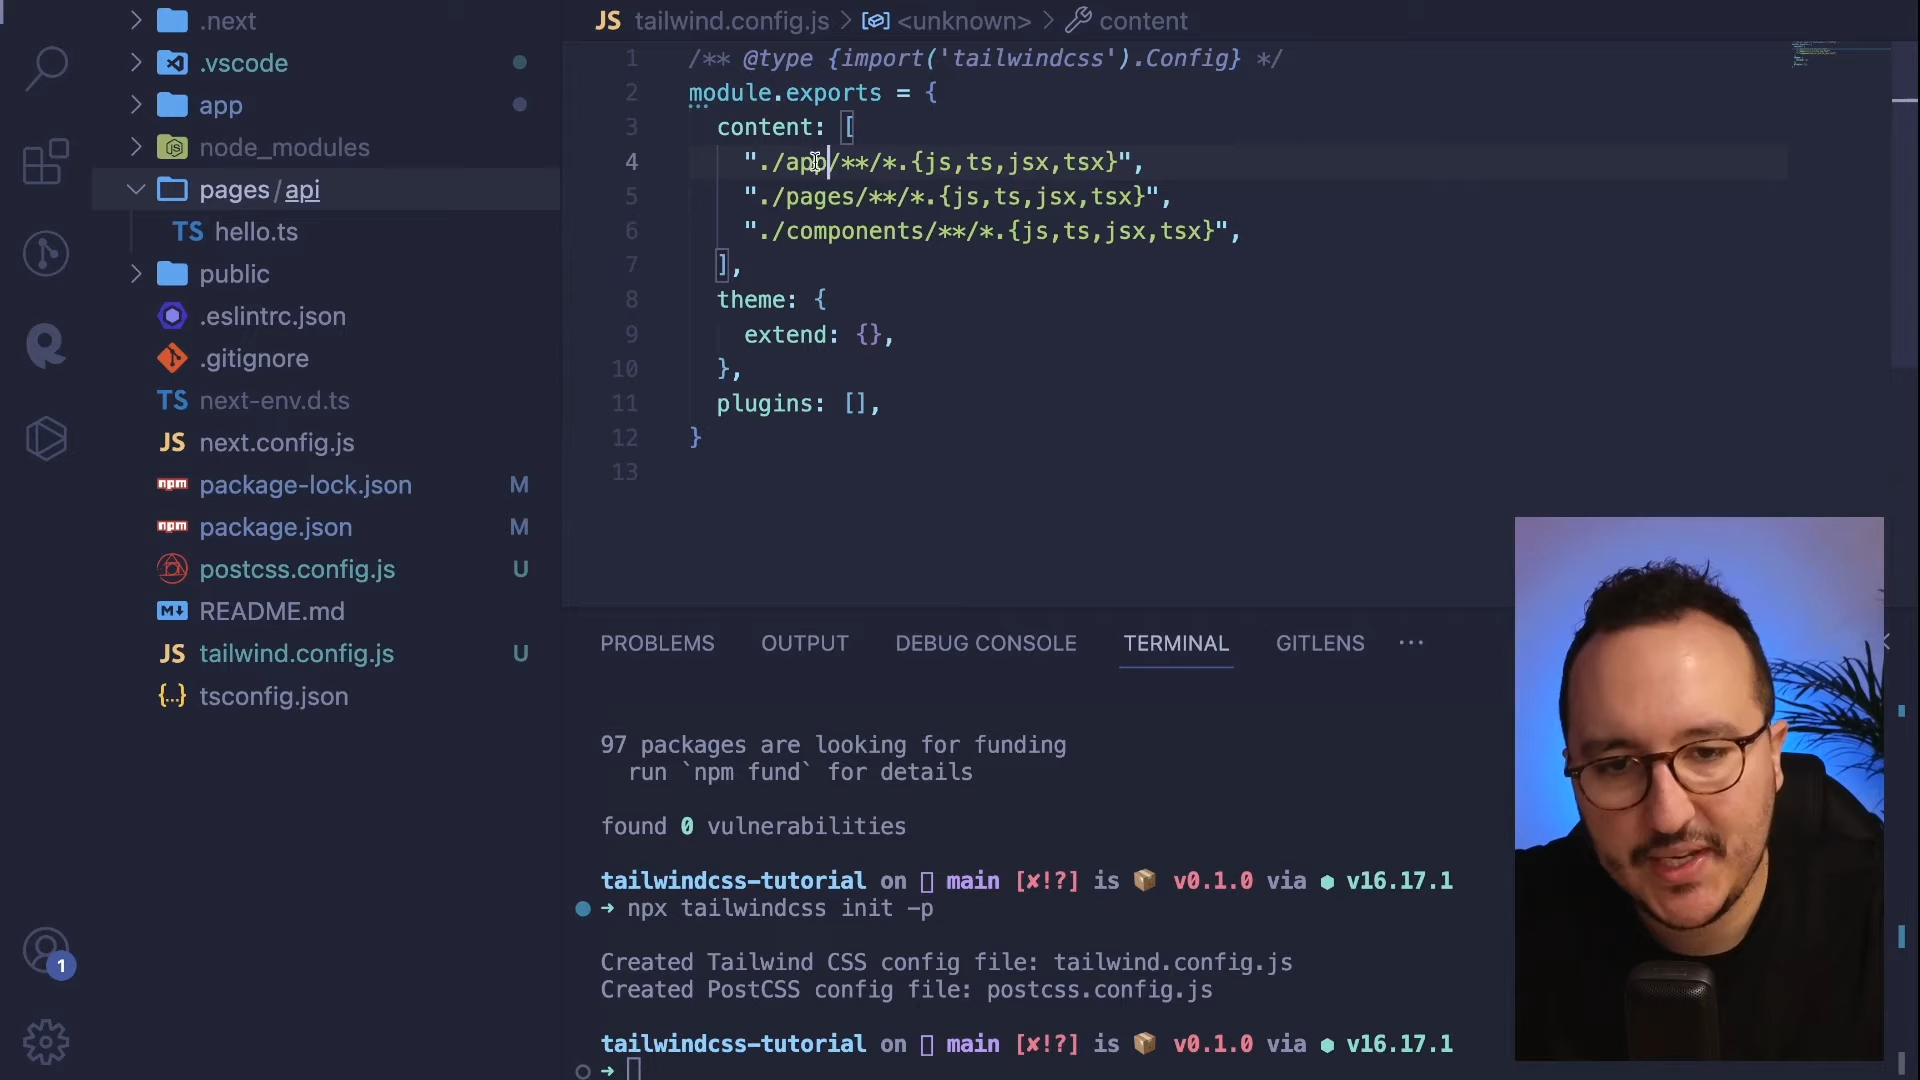 .next
.vscode
app
node_modules
pages/api
TS hello.ts
public
.eslintrc.json
.gitignore
TS next-env.d.ts
JS next.config.js
npm package-lock.json M
npm package.json M
postcss.config.js U
M↓ README.md
JS tailwind.config.js U
{..} tsconfig.json
1
JS tailwind.config.js > <unknown> > content
1 /** @type {import('tailwindcss').Config} */
2 module.exports = {
3 content: [
4 "./app/**/*.{js,ts,jsx,tsx}",
5 "./pages/**/*.{js,ts,jsx,tsx}",
6 "./components/**/*.{js,ts,jsx,tsx}",
7 ],
8 theme: {
9 extend: {},
10 },
11 plugins: [],
12 }
13
PROBLEMS OUTPUT DEBUG CONSOLE TERMINAL GITLENS ···
97 packages are looking for funding
run `npm fund` for details
found 0 vulnerabilities
tailwindcss-tutorial on main [✘!?] is 📦 v0.1.0 via ⬢ v16.17.1
➜ npx tailwindcss init -p
Created Tailwind CSS config file: tailwind.config.js
Created PostCSS config file: postcss.config.js
tailwindcss-tutorial on main [✘!?] is 📦 v0.1.0 via ⬢ v16.17.1
➜